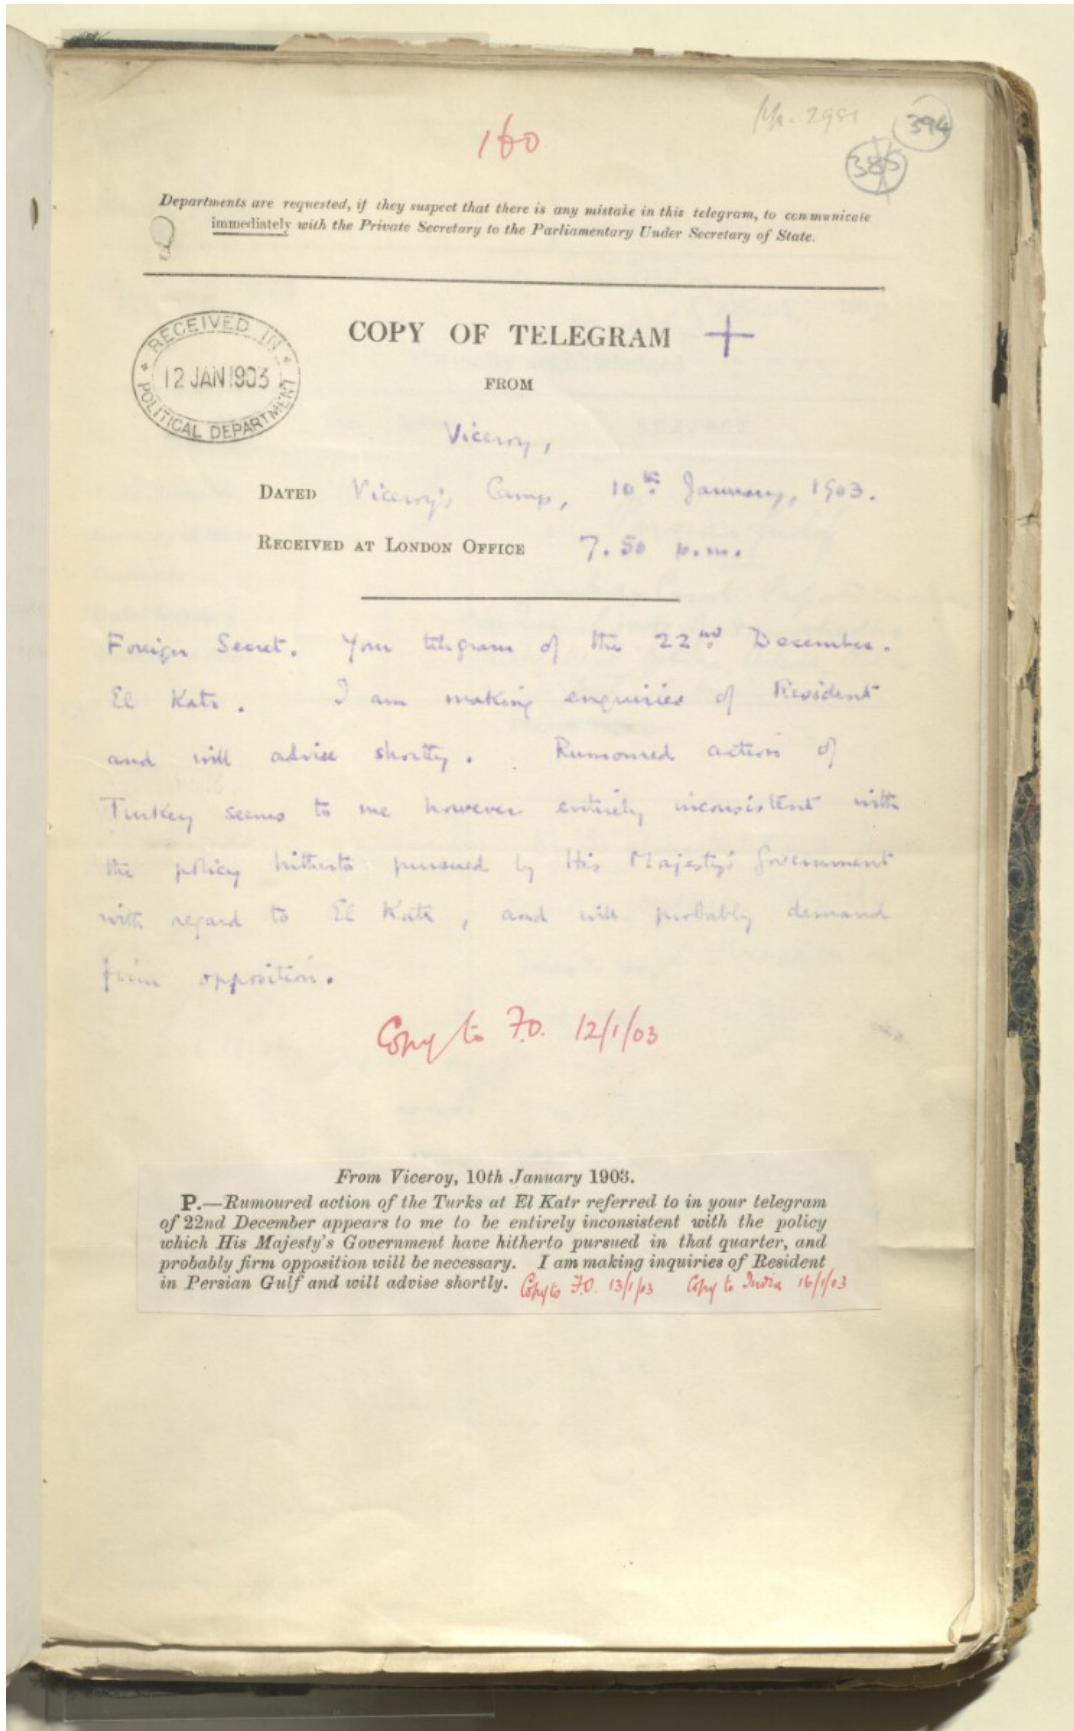 160
394
385
Departments are requested, if they suspect that there is any mistake in this telegram, to communicate
immediately with the Private Secretary to the Parliamentary Under Secretary of State.
RECEIVED IN
12 JAN 1903
POLITICAL DEPARTMENT
COPY OF TELEGRAM +
FROM
Viceroy,
DATED Viceroy's Camp, 10th January, 1903.
RECEIVED AT LONDON OFFICE 7.50 p.m.
Foreign Secret. Your telegram of the 22nd December.
El Katr. I am making enquiries of Resident
and will advise shortly. Rumoured action of
Turkey seems to me however entirely inconsistent with
the policy hitherto pursued by His Majesty's Government
with regard to El Katr, and will probably demand
firm opposition.
Copy to F.O. 12/1/03
From Viceroy, 10th January 1903.
P.—Rumoured action of the Turks at El Katr referred to in your telegram
of 22nd December appears to me to be entirely inconsistent with the policy
which His Majesty's Government have hitherto pursued in that quarter, and
probably firm opposition will be necessary. I am making inquiries of Resident
in Persian Gulf and will advise shortly. Copy to F.O. 13/1/03 Copy to India 16/1/03